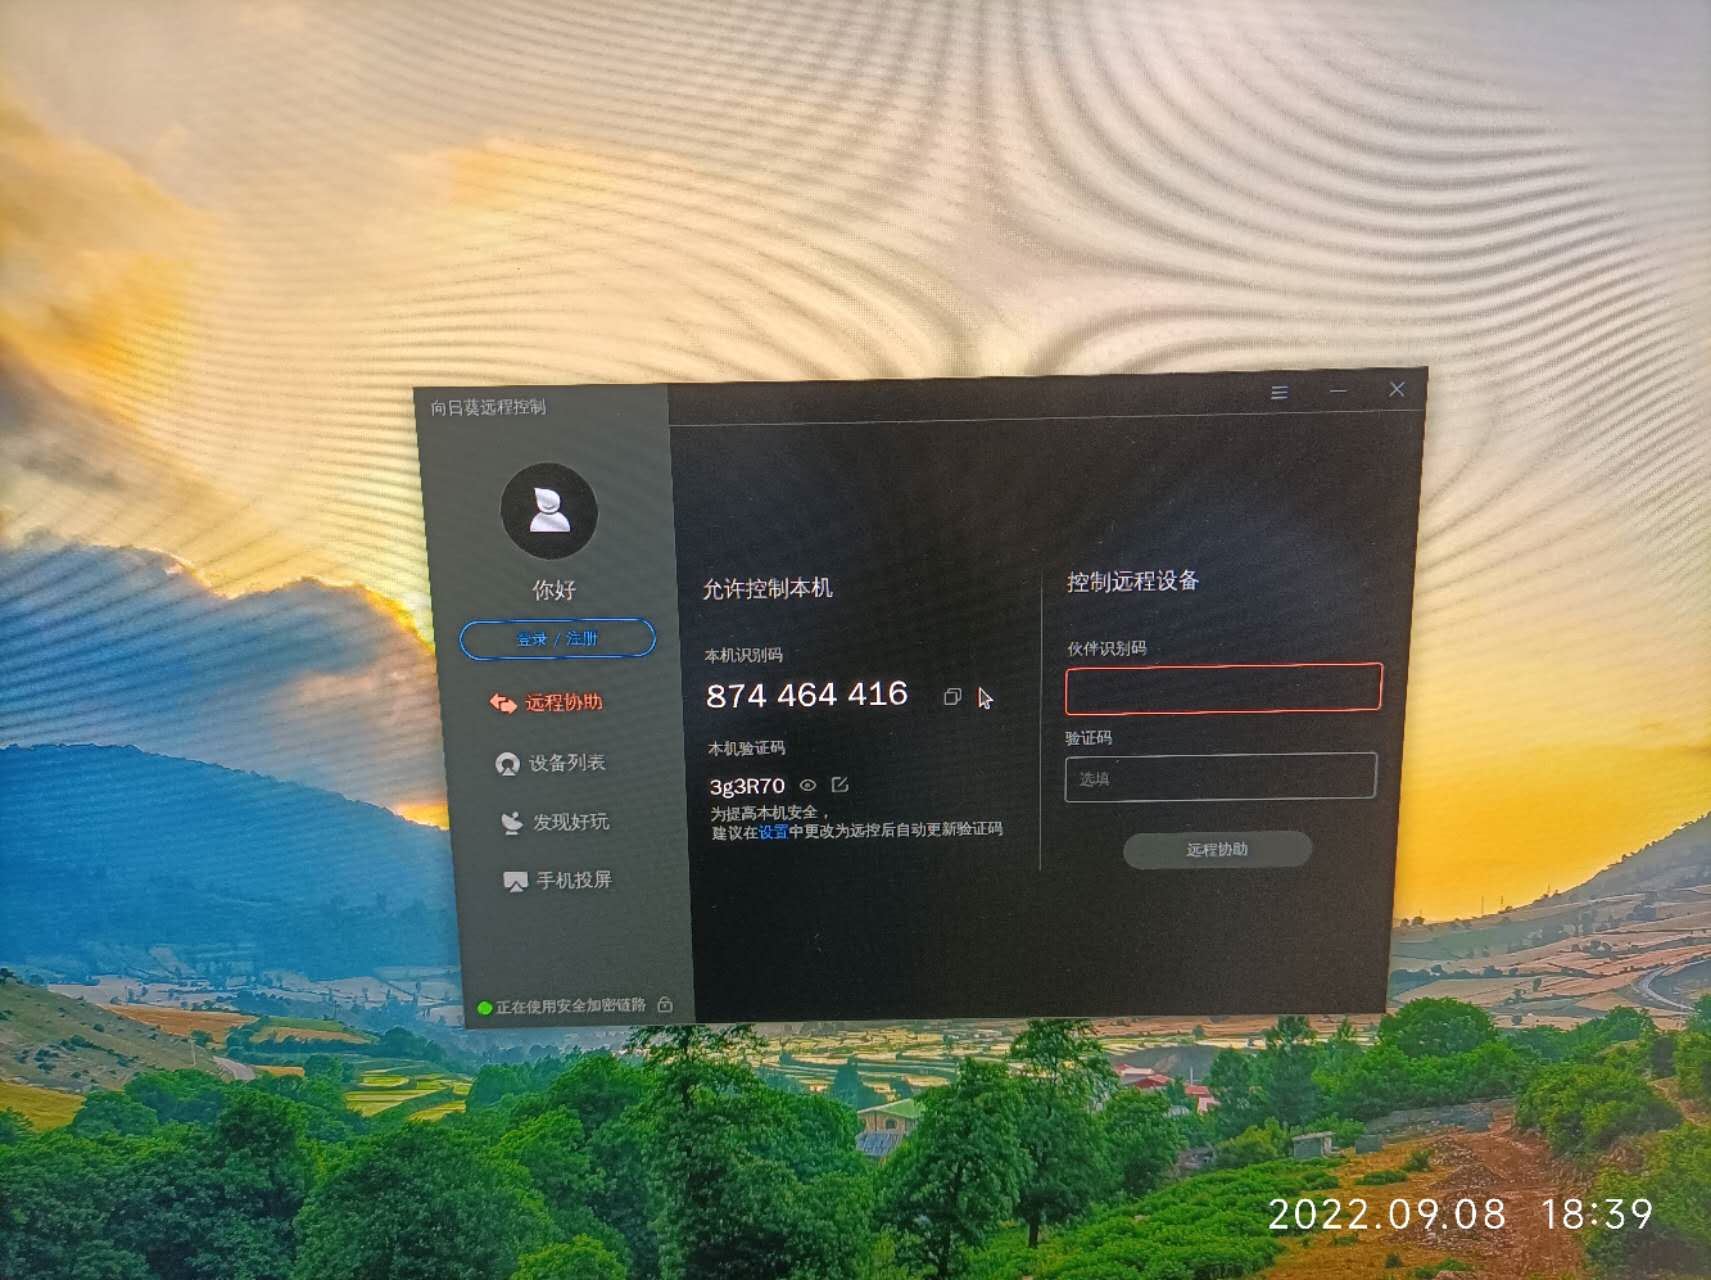 向日葵远程控制
你好
登录 / 注册
远程协助
设备列表
发现好玩
手机投屏
正在使用安全加密链路
允许控制本机
本机识别码
874 464 416
本机验证码
3g3R70
为提高本机安全，
建议在设置中更改为远控后自动更新验证码
控制远程设备
伙伴识别码
验证码
选填
远程协助
2022.09.08 18:39